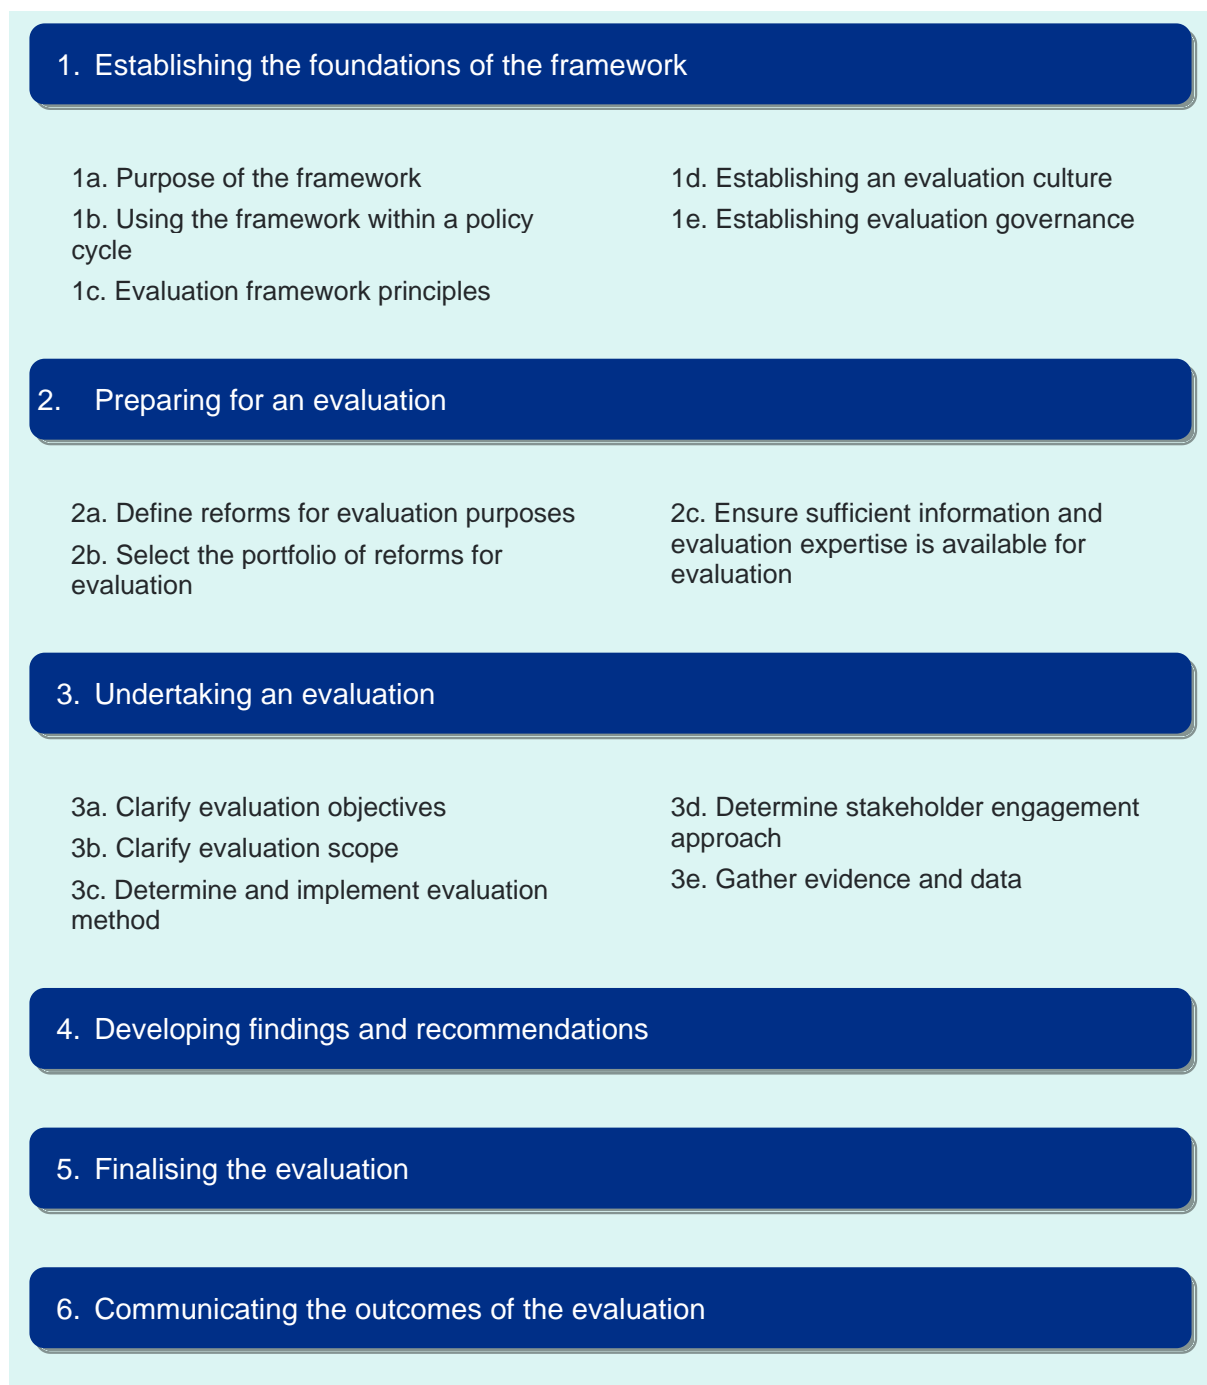 1. Establishing the foundations of the framework
1a. Purpose of the framework
1b. Using the framework within a policy
cycle
1c. Evaluation framework principles
1d. Establishing an evaluation culture
1e. Establishing evaluation governance
2. Preparing for an evaluation
2a. Define reforms for evaluation purposes
2b. Select the portfolio of reforms for
evaluation
2c. Ensure sufficient information and
evaluation expertise is available for
evaluation
3. Undertaking an evaluation
3a. Clarify evaluation objectives
3b. Clarify evaluation scope
3c. Determine and implement evaluation
method
3d. Determine stakeholder engagement
approach
3e. Gather evidence and data
4. Developing findings and recommendations
5. Finalising the evaluation
6. Communicating the outcomes of the evaluation